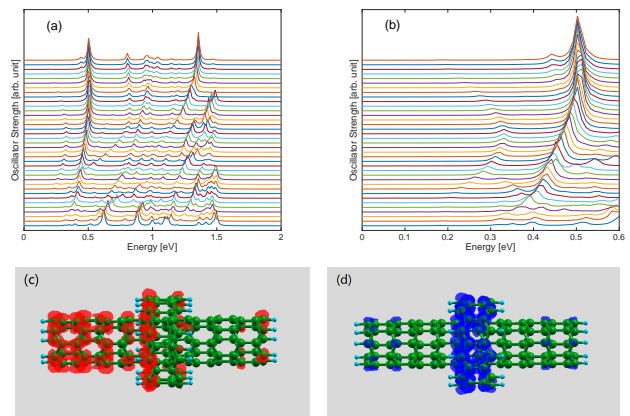 (a)
Oscillator Strength [arb. unit]
0 0.5 1 1.5 2
Energy [eV]
(b)
Oscillator Strength [arb. unit]
0 0.1 0.2 0.3 0.4 0.5 0.6
Energy [eV]
(c)
(d)